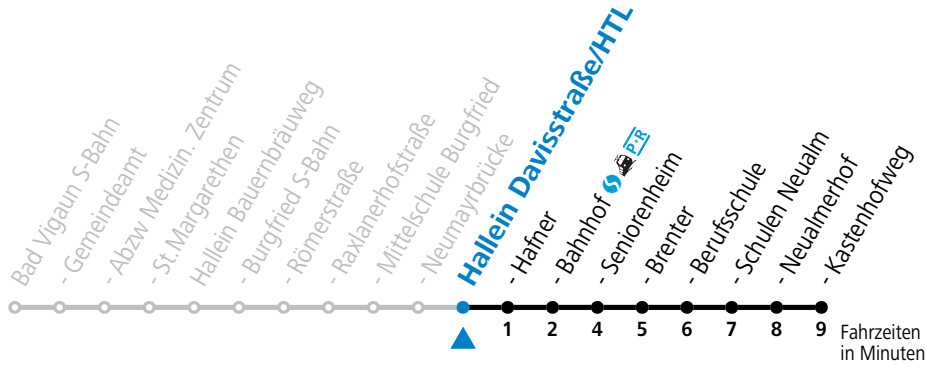 Bad Vigaun S-Bahn
- Gemeindeamt
- Abzw Medizin. Zentrum
- St.Margarethen
Hallein Bauernbräuweg
- Burgfried S-Bahn
- Römerstraße
- Raxlanerhofstraße
- Mittelschule Burgfried
- Neumayrbrücke
Hallein Davisstraße/HTL
- Hafner
- Bahnhof S P+R
- Seniorenheim
- Brenter
- Berufsschule
- Schulen Neualm
- Neualmerhof
- Kastenhofweg
1 2 4 5 6 7 8 9 Fahrzeiten
in Minuten